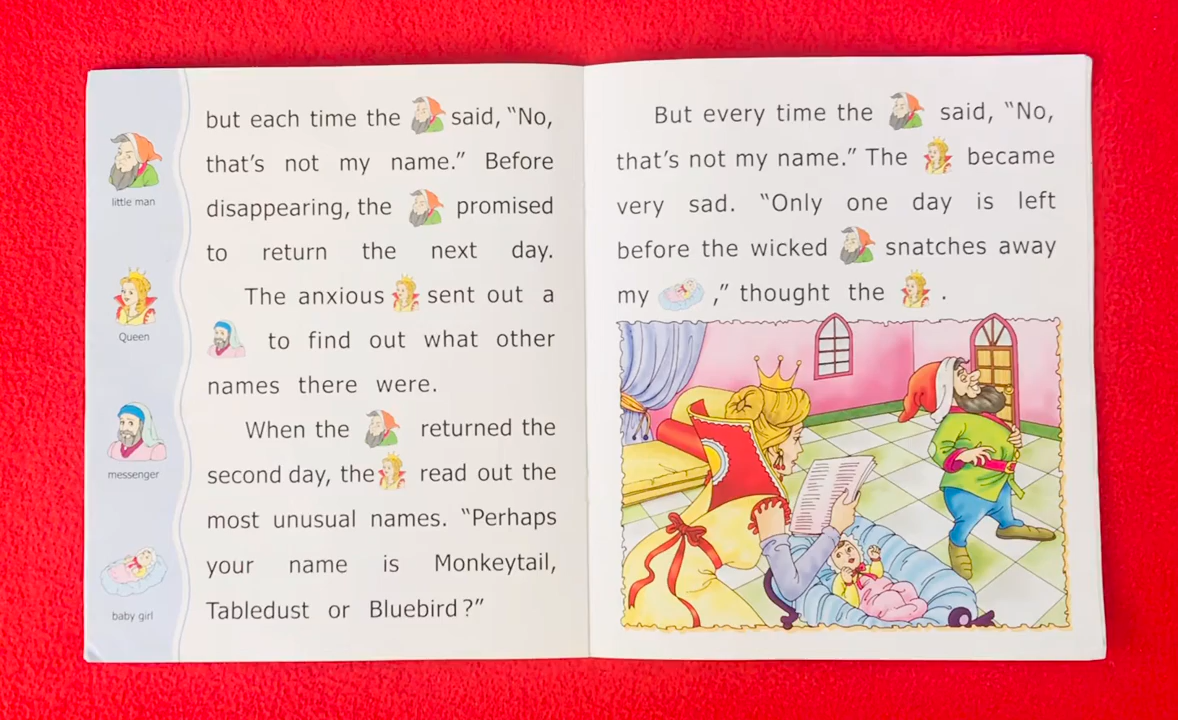 little man
Queen
messenger
baby girl
but each time the said, “No,
that’s not my name.” Before
disappearing, the promised
to return the next day.
The anxious sent out a
to find out what other
names there were.
When the returned the
second day, the read out the
most unusual names. “Perhaps
your name is Monkeytail,
Tabledust or Bluebird ?”
But every time the said, “No,
that’s not my name.” The became
very sad. “Only one day is left
before the wicked snatches away
my ,” thought the .